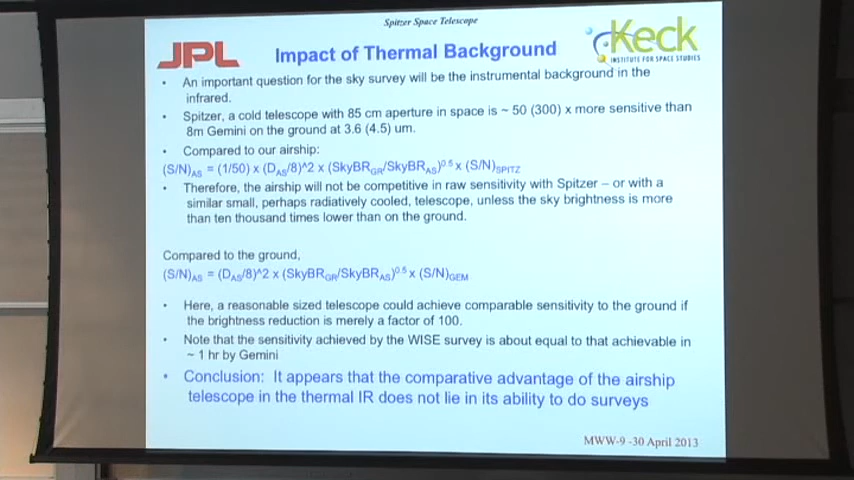 Spitzer Space Telescope
JPL
Impact of Thermal Background
Keck
INSTITUTE FOR SPACE STUDIES
• An important question for the sky survey will be the instrumental background in the
infrared.
• Spitzer, a cold telescope with 85 cm aperture in space is ~ 50 (300) x more sensitive than
8m Gemini on the ground at 3.6 (4.5) um.
• Compared to our airship:
(S/N)AS = (1/50) x (DAS/8)^2 x (SkyBRGR/SkyBRAS)^0.5 x (S/N)SPITZ
• Therefore, the airship will not be competitive in raw sensitivity with Spitzer – or with a
similar small, perhaps radiatively cooled, telescope, unless the sky brightness is more
than ten thousand times lower than on the ground.
Compared to the ground,
(S/N)AS = (DAS/8)^2 x (SkyBRGR/SkyBRAS)^0.5 x (S/N)GEM
• Here, a reasonable sized telescope could achieve comparable sensitivity to the ground if
the brightness reduction is merely a factor of 100.
• Note that the sensitivity achieved by the WISE survey is about equal to that achievable in
~ 1 hr by Gemini
• Conclusion: It appears that the comparative advantage of the airship
telescope in the thermal IR does not lie in its ability to do surveys
MWW-9 -30 April 2013